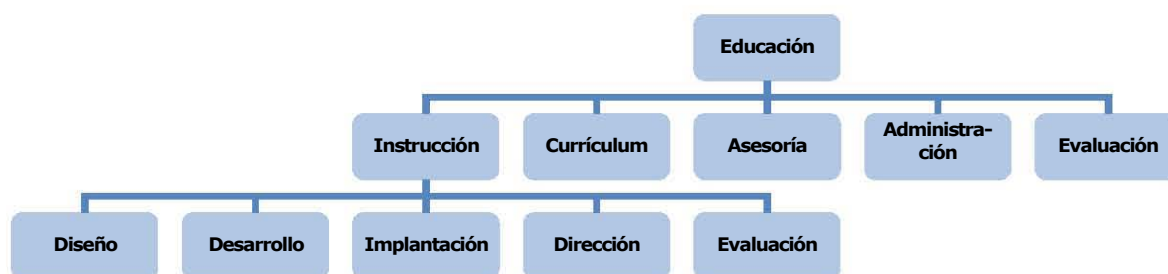 Educación
Instrucción
Currículum
Asesoría
Administra-
ción
Evaluación
Diseño
Desarrollo
Implantación
Dirección
Evaluación